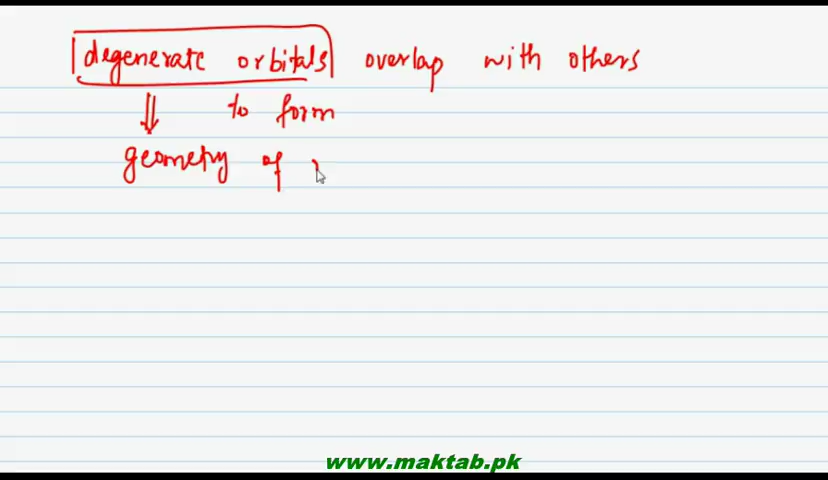 degenerate orbitals overlap with others
to form
geometry of
www.maktab.pk